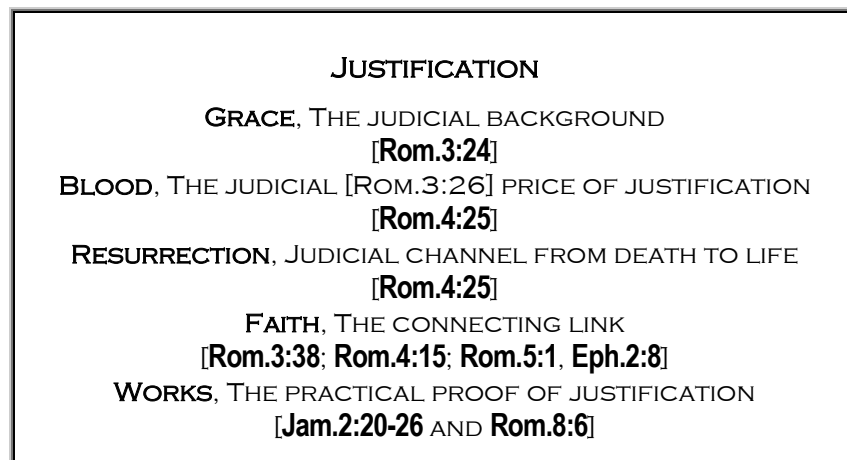 JUSTIFICATION
GRACE, THE JUDICIAL BACKGROUND
[Rom.3:24]
BLOOD, THE JUDICIAL [ROM.3:26] PRICE OF JUSTIFICATION
[Rom.4:25]
RESURRECTION, JUDICIAL CHANNEL FROM DEATH TO LIFE
[Rom.4:25]
FAITH, THE CONNECTING LINK
[Rom.3:38; Rom.4:15; Rom.5:1, Eph.2:8]
WORKS, THE PRACTICAL PROOF OF JUSTIFICATION
[Jam.2:20-26 AND Rom.8:6]